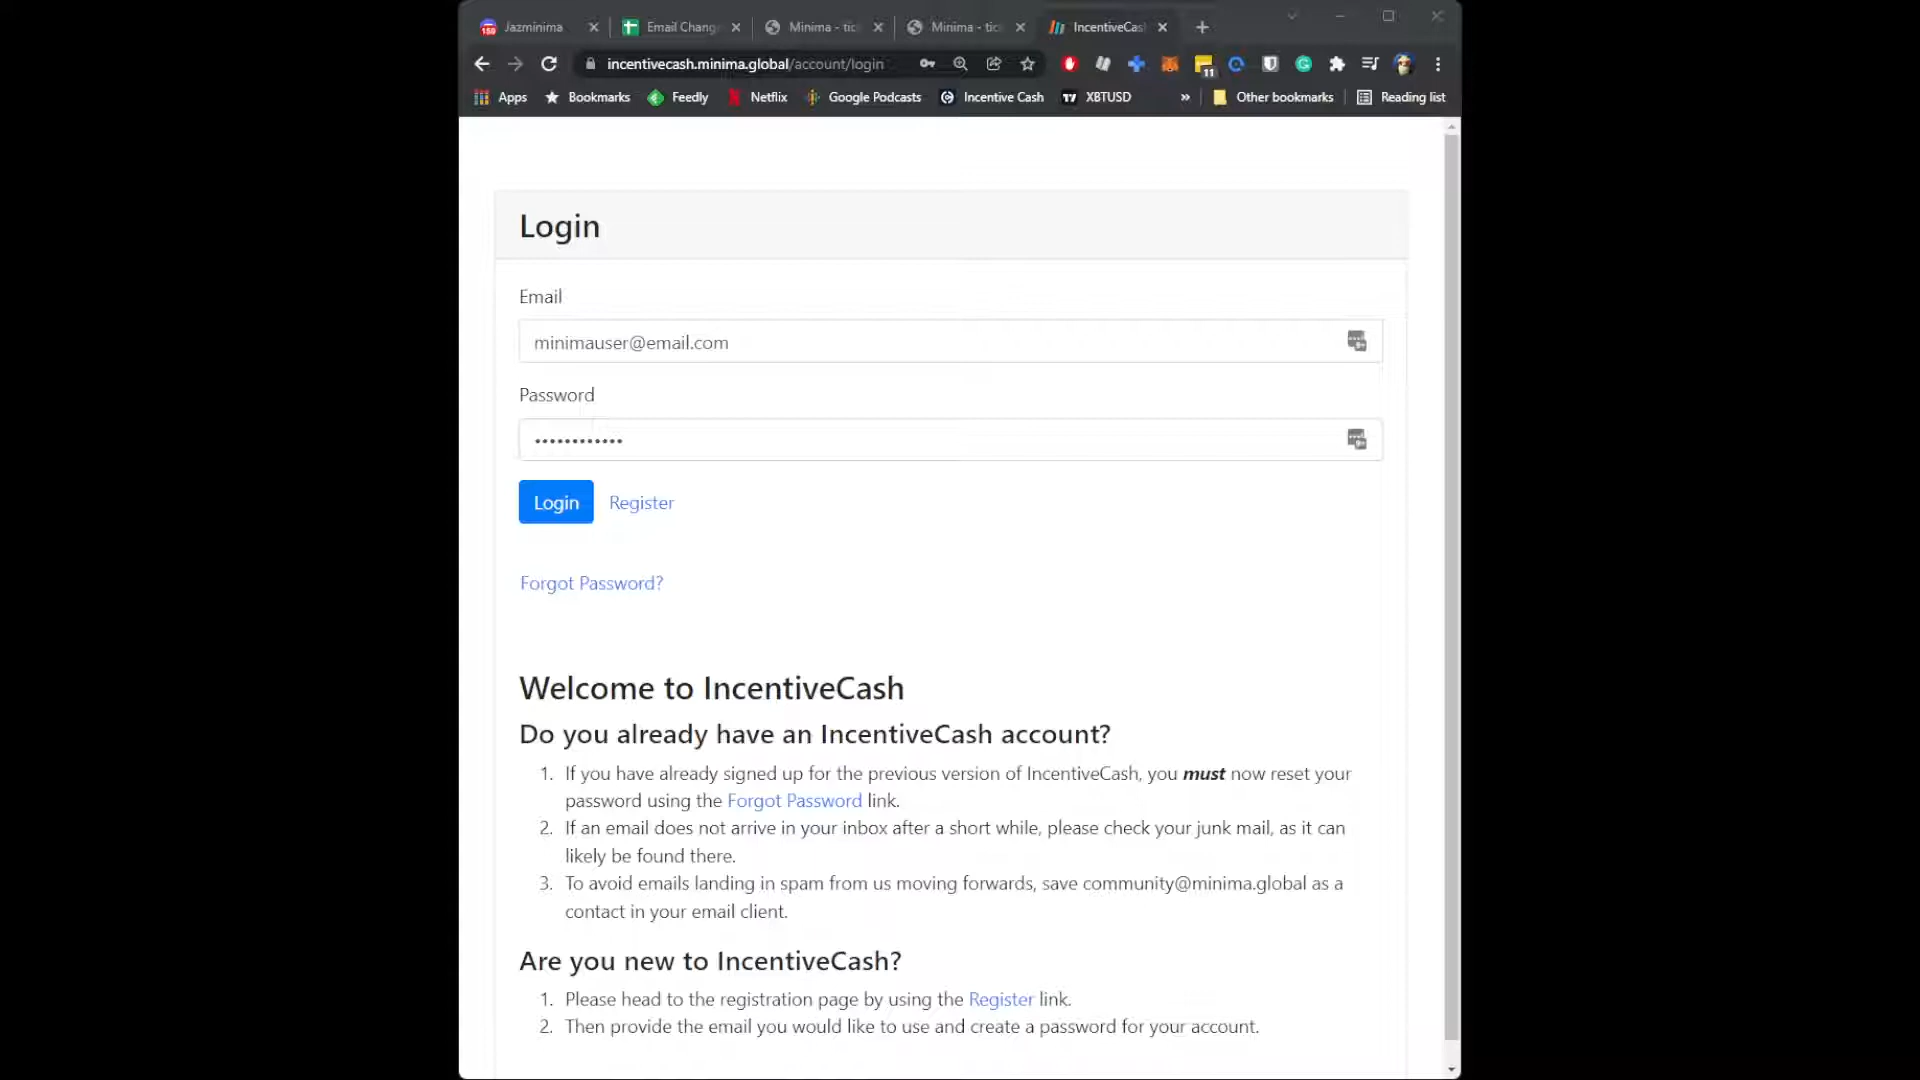 Jazminima
Email Chang
Minima - tic
Minima - tic
IncentiveCas
incentivecash.minima.global/account/login
11
Apps
Bookmarks
Feedly
Netflix
Google Podcasts
Incentive Cash
XBTUSD
»
Other bookmarks
Reading list
Login
Email
minimauser@email.com
Password
••••••••••••
Login Register
Forgot Password?
Welcome to IncentiveCash
Do you already have an IncentiveCash account?
1. If you have already signed up for the previous version of IncentiveCash, you must now reset your
password using the Forgot Password link.
2. If an email does not arrive in your inbox after a short while, please check your junk mail, as it can
likely be found there.
3. To avoid emails landing in spam from us moving forwards, save community@minima.global as a
contact in your email client.
Are you new to IncentiveCash?
1. Please head to the registration page by using the Register link.
2. Then provide the email you would like to use and create a password for your account.